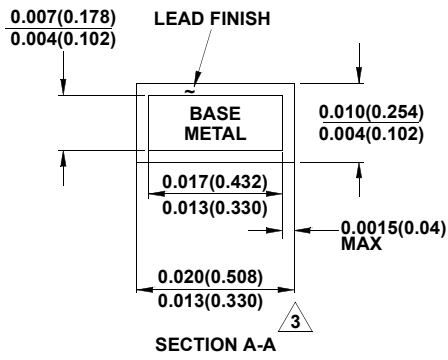 0.007(0.178)
0.004(0.102)
LEAD FINISH
~
BASE
METAL
0.010(0.254)
0.004(0.102)
0.017(0.432)
0.013(0.330)
0.0015(0.04)
MAX
0.020(0.508)
0.013(0.330)
3
SECTION A-A